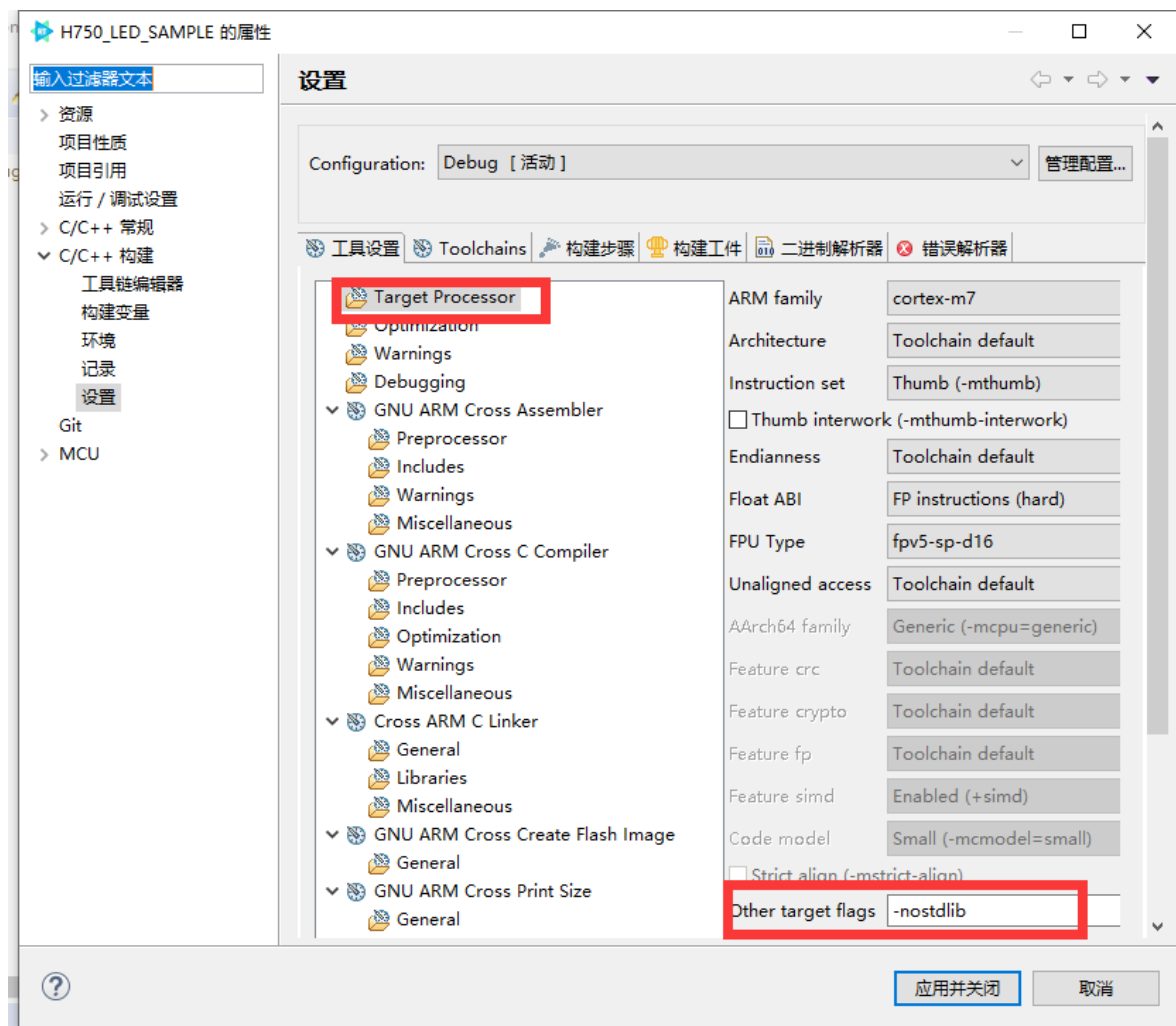 H750_LED_SAMPLE 的属性
输入过滤器文本
资源
项目性质
项目引用
运行 / 调试设置
C/C++ 常规
C/C++ 构建
工具链编辑器
构建变量
环境
记录
设置
Git
MCU
设置
Configuration:
Debug [ 活动 ]
管理配置...
工具设置
Toolchains
构建步骤
构建工件
二进制解析器
错误解析器
Target Processor
Optimization
Warnings
Debugging
GNU ARM Cross Assembler
Preprocessor
Includes
Warnings
Miscellaneous
GNU ARM Cross C Compiler
Preprocessor
Includes
Optimization
Warnings
Miscellaneous
Cross ARM C Linker
General
Libraries
Miscellaneous
GNU ARM Cross Create Flash Image
General
GNU ARM Cross Print Size
General
ARM family cortex-m7
Architecture Toolchain default
Instruction set Thumb (-mthumb)
Thumb interwork (-mthumb-interwork)
Endianness Toolchain default
Float ABI FP instructions (hard)
FPU Type fpv5-sp-d16
Unaligned access Toolchain default
AArch64 family Generic (-mcpu=generic)
Feature crc Toolchain default
Feature crypto Toolchain default
Feature fp Toolchain default
Feature simd Enabled (+simd)
Code model Small (-mcmodel=small)
Strict align (-mstrict-align)
Other target flags -nostdlib
应用并关闭
取消